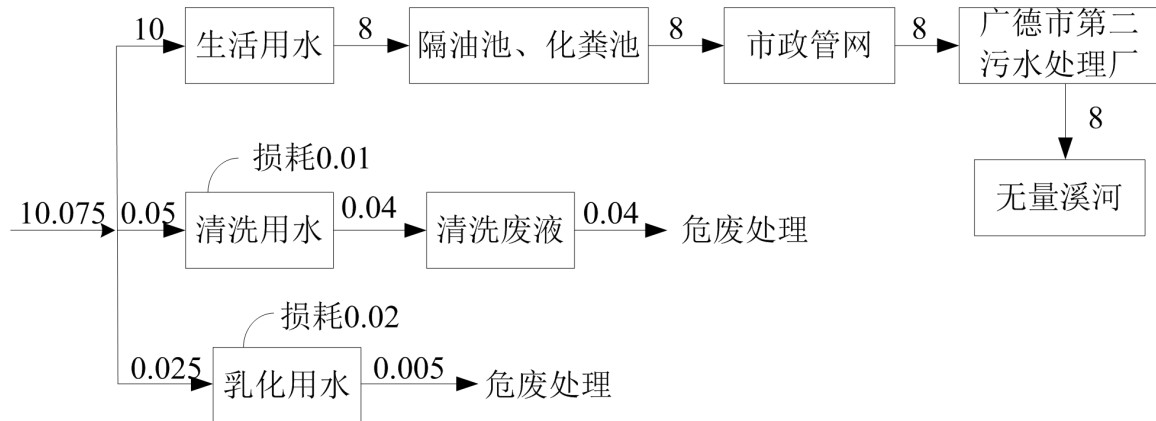 10
生活用水
8
隔油池、化粪池
8
市政管网
8
广德市第二
污水处理厂
8
无量溪河
损耗0.01
10.075
0.05
清洗用水
0.04
清洗废液
0.04
危废处理
损耗0.02
0.025
乳化用水
0.005
危废处理